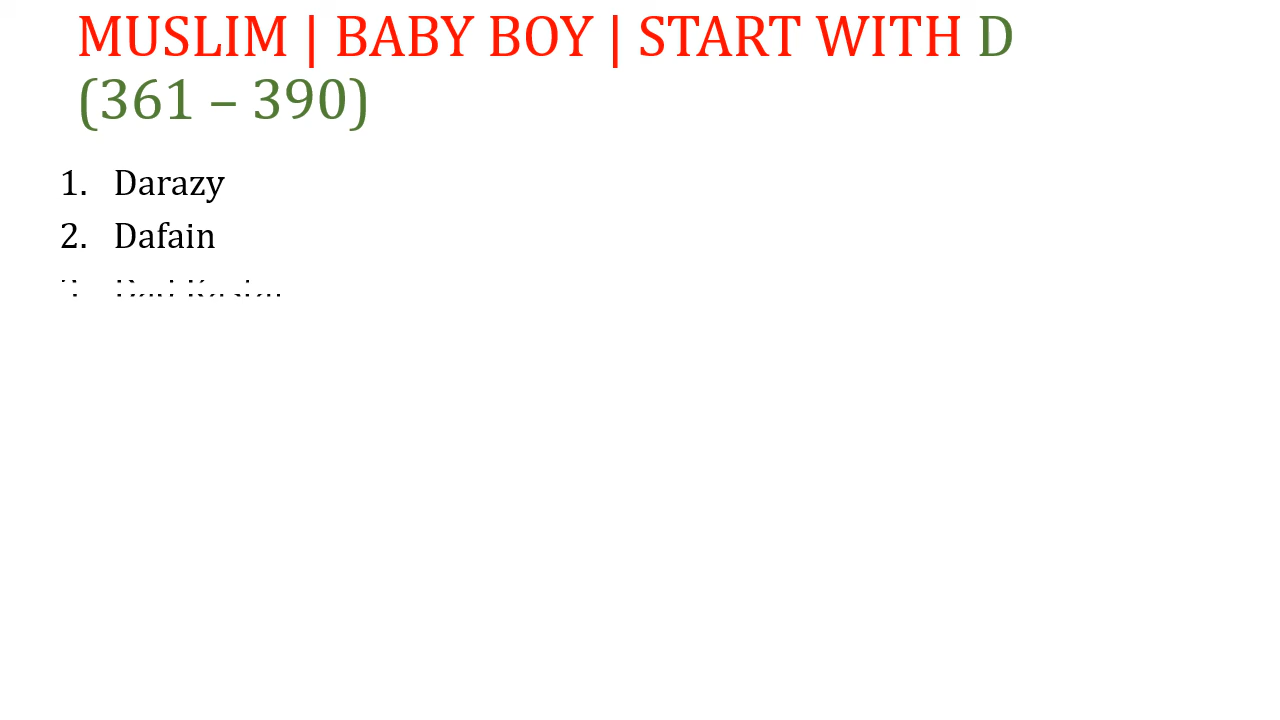 MUSLIM | BABY BOY | START WITH D
(361 – 390)
1. Darazy
2. Dafain